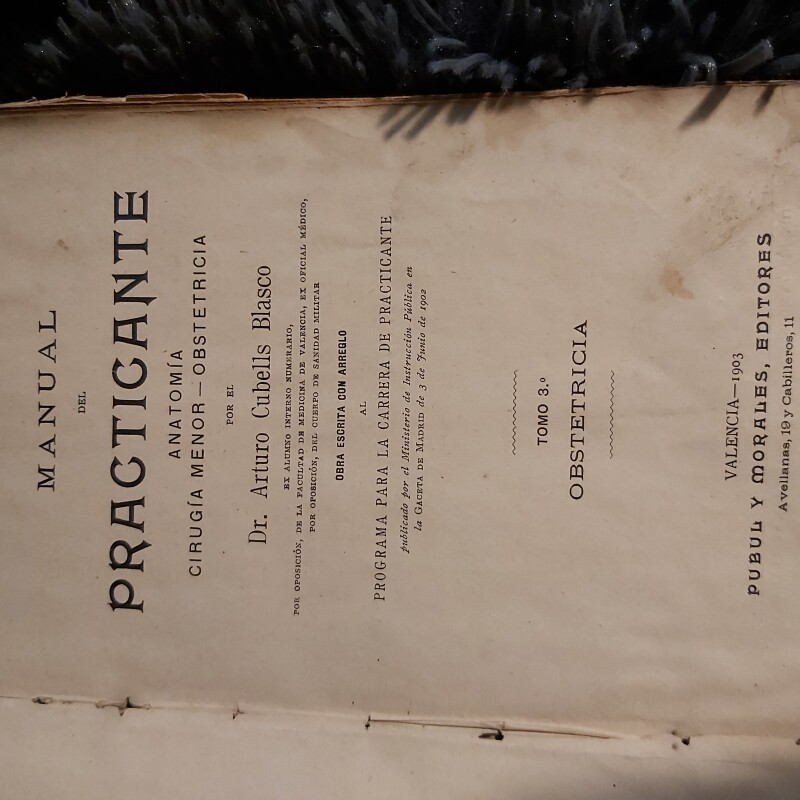 MANUAL
DEL
PRACTICANTE
ANATOMÍA
CIRUGÍA MENOR — OBSTETRICIA
POR EL
Dr. Arturo Cubells Blasco
EX ALUMNO INTERNO NUMERARIO,
POR OPOSICIÓN, DE LA FACULTAD DE MEDICINA DE VALENCIA, EX OFICIAL MÉDICO,
POR OPOSICIÓN, DEL CUERPO DE SANIDAD MILITAR
OBRA ESCRITA CON ARREGLO
AL
PROGRAMA PARA LA CARRERA DE PRACTICANTE
publicado por el Ministerio de Instrucción Pública en
la GACETA DE MADRID de 3 de Junio de 1902
TOMO 3.º
OBSTETRICIA
VALENCIA—1903
PUBUL Y MORALES, EDITORES
Avellanas, 19 y Cabilleros, 11